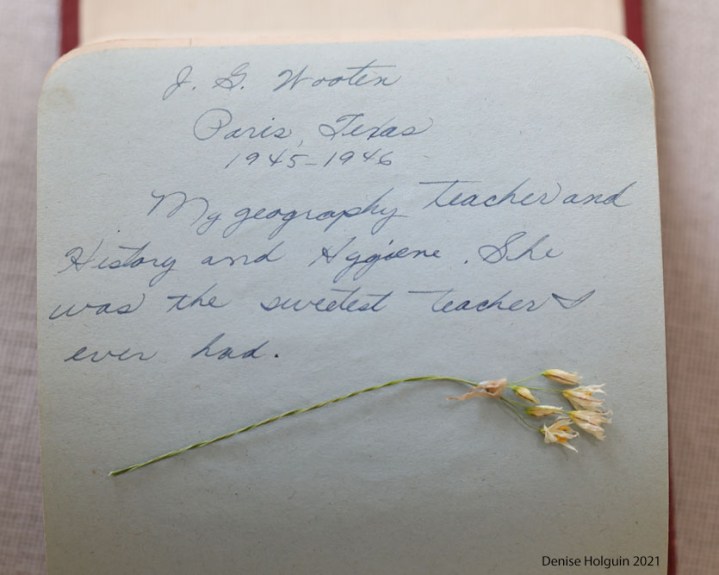 J. G. Wooten
Paris, Texas
1945-1946
My geography teacher and
History and Hygiene. She
was the sweetest teacher I
ever had.
Denise Holguin 2021